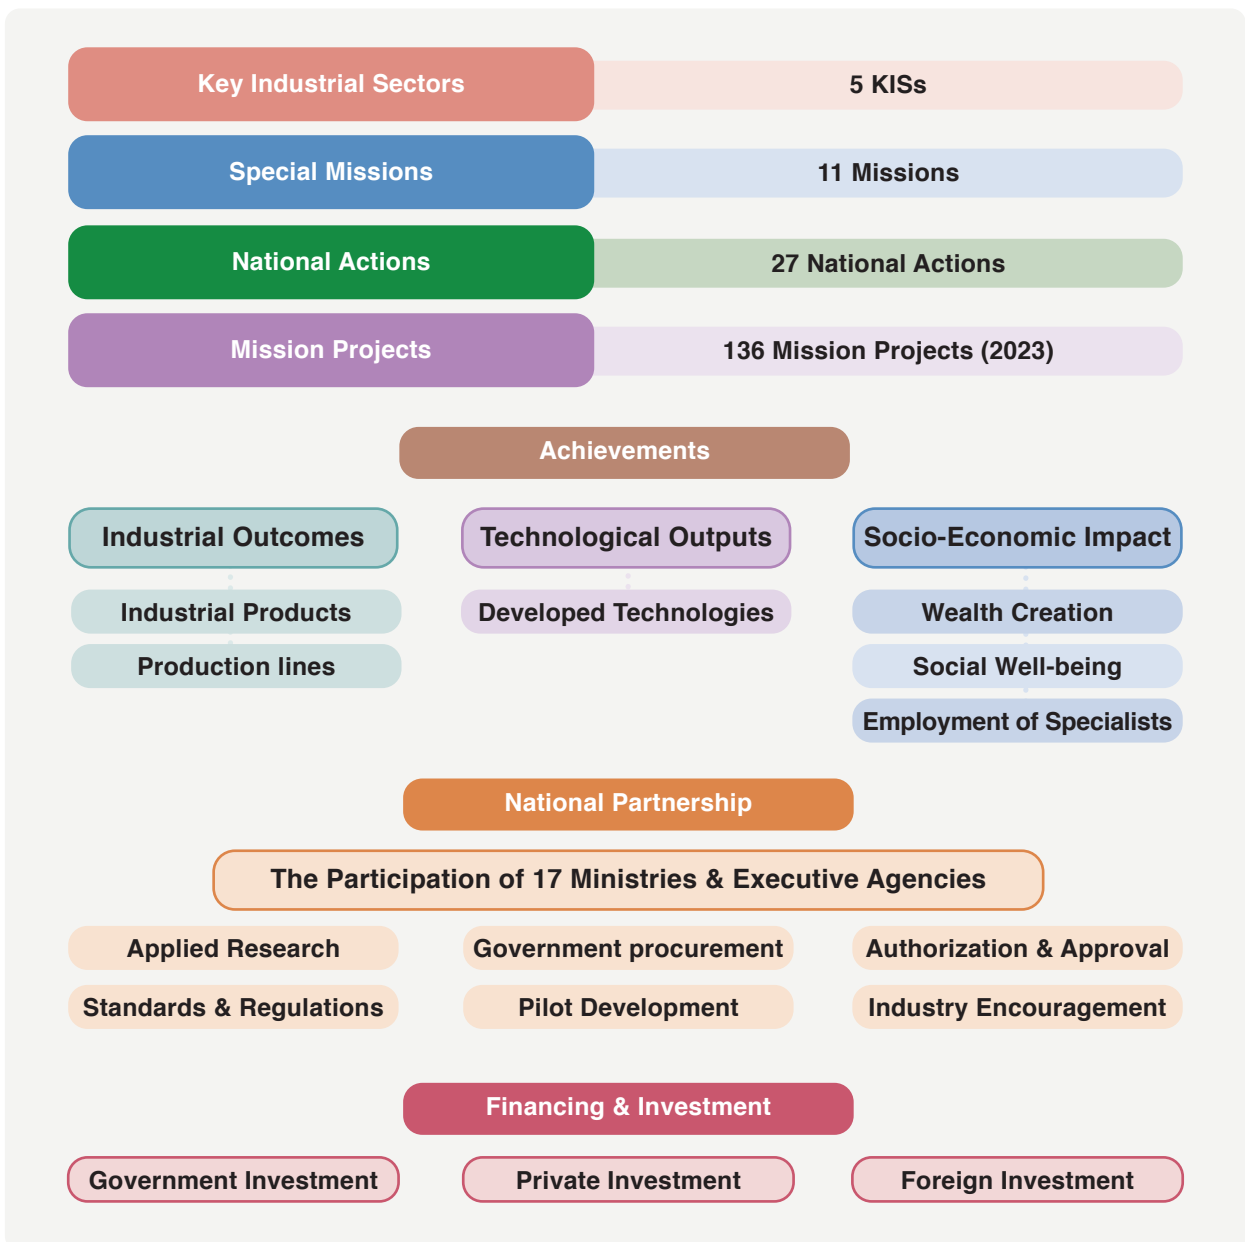 Key Industrial Sectors
5 KISs
Special Missions
11 Missions
National Actions
27 National Actions
Mission Projects
136 Mission Projects (2023)
Achievements
Industrial Outcomes
Technological Outputs
Socio-Economic Impact
Industrial Products
Developed Technologies
Wealth Creation
Production lines
Social Well-being
Employment of Specialists
National Partnership
The Participation of 17 Ministries & Executive Agencies
Applied Research
Government procurement
Authorization & Approval
Standards & Regulations
Pilot Development
Industry Encouragement
Financing & Investment
Government Investment
Private Investment
Foreign Investment